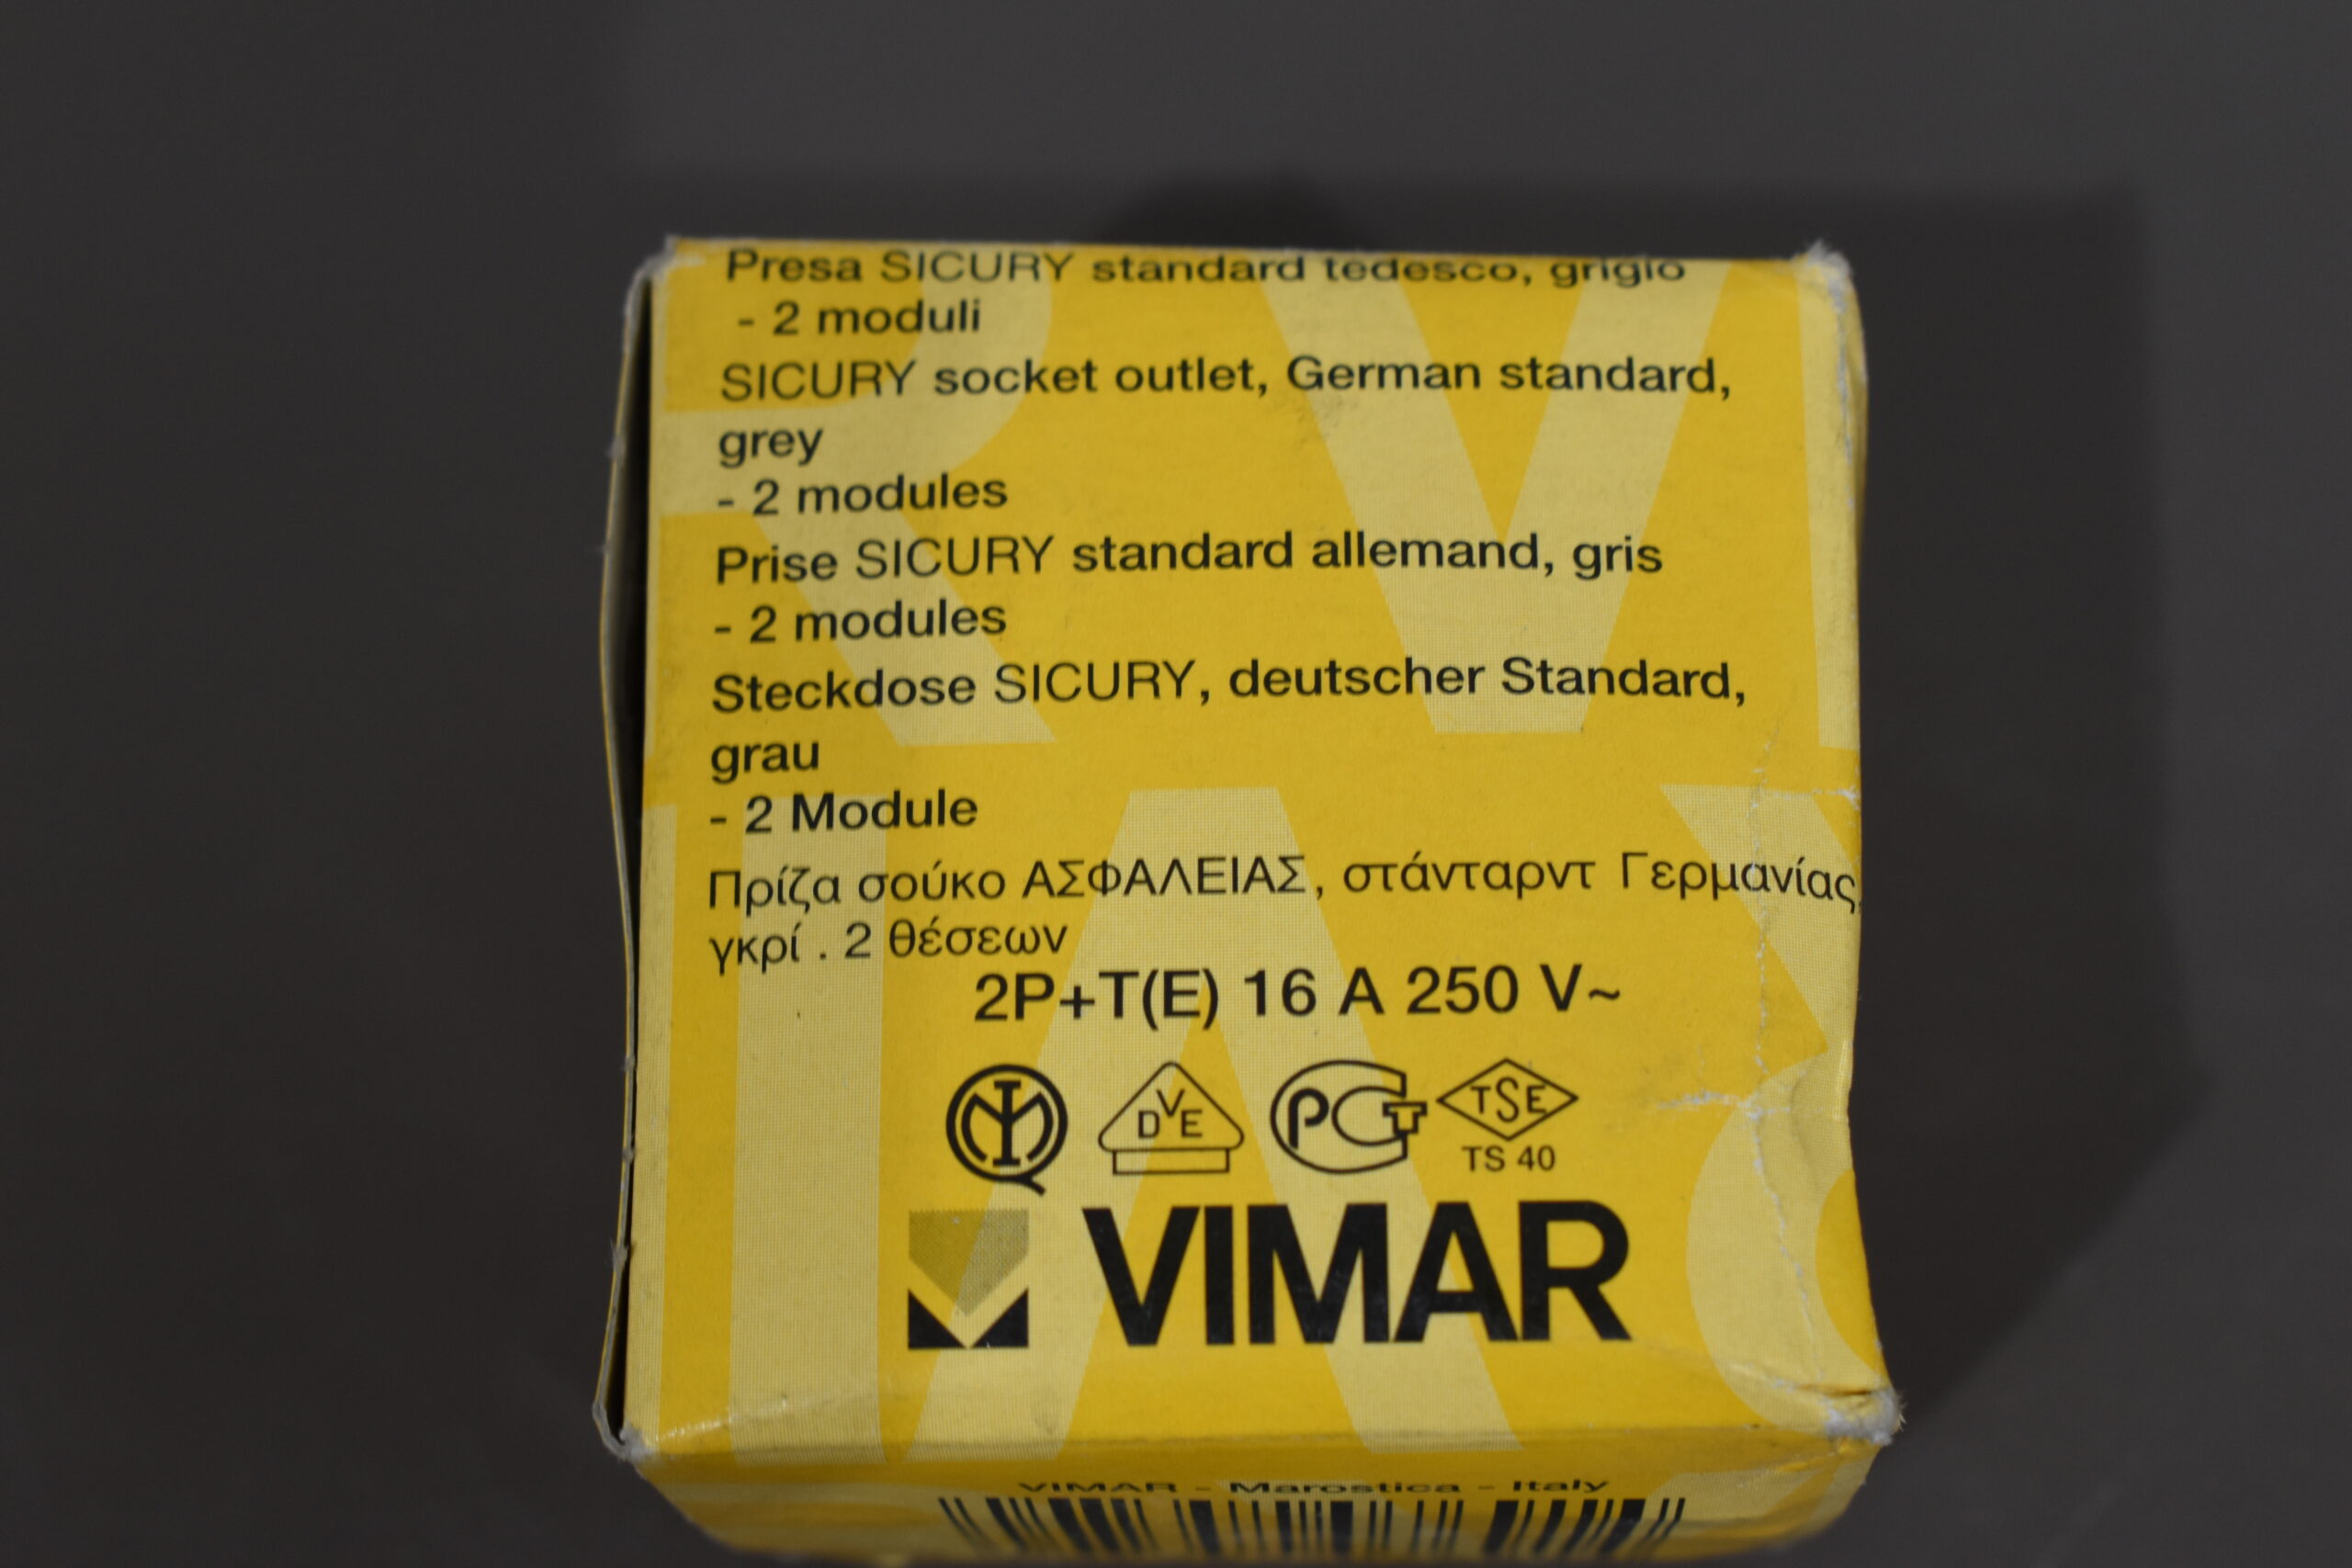 Presa SICURY standard tedesco, grigio
- 2 moduli
SICURY socket outlet, German standard,
grey
- 2 modules
Prise SICURY standard allemand, gris
- 2 modules
Steckdose SICURY, deutscher Standard,
grau
- 2 Module
Πρίζα σούκο ΑΣΦΑΛΕΙΑΣ, στάνταρντ Γερμανίας,
γκρί . 2 θέσεων
2P+T(E) 16 A 250 V~
IMQ DVE PCT TSE
TS 40
VIMAR
VIMAR - Marostica - Italy